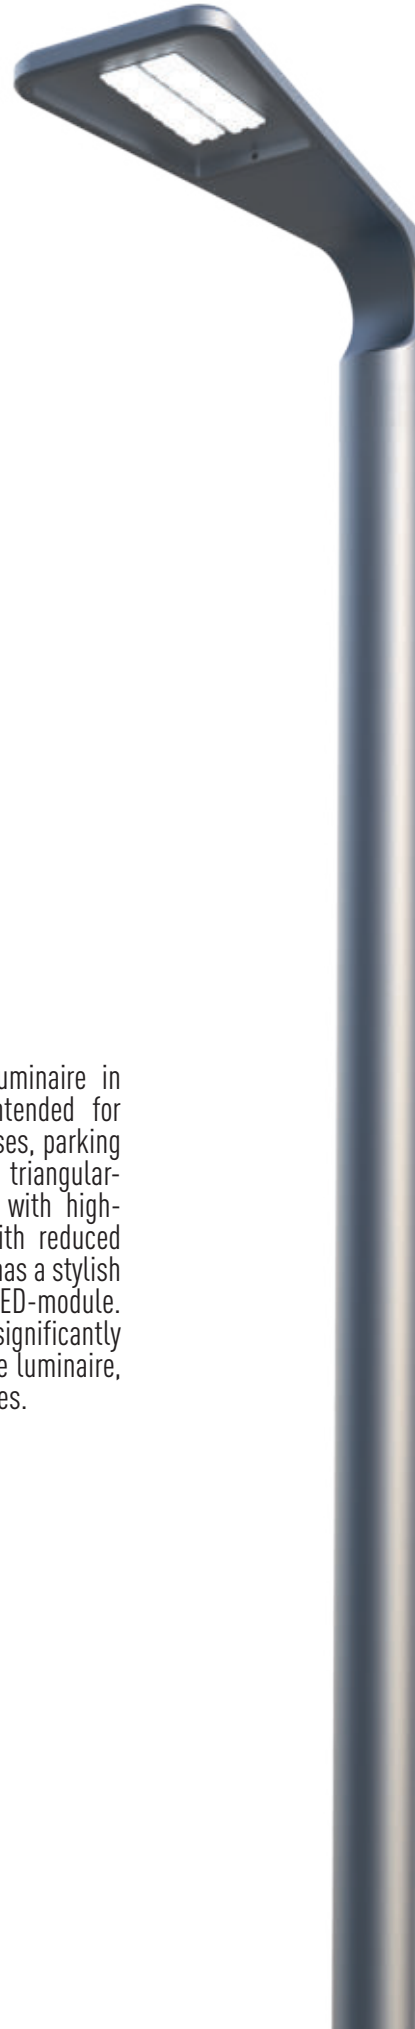 uminaire in
ntended for
ses, parking
triangular-
with high-
ith reduced
has a stylish
ED-module.
significantly
e luminaire,
es.